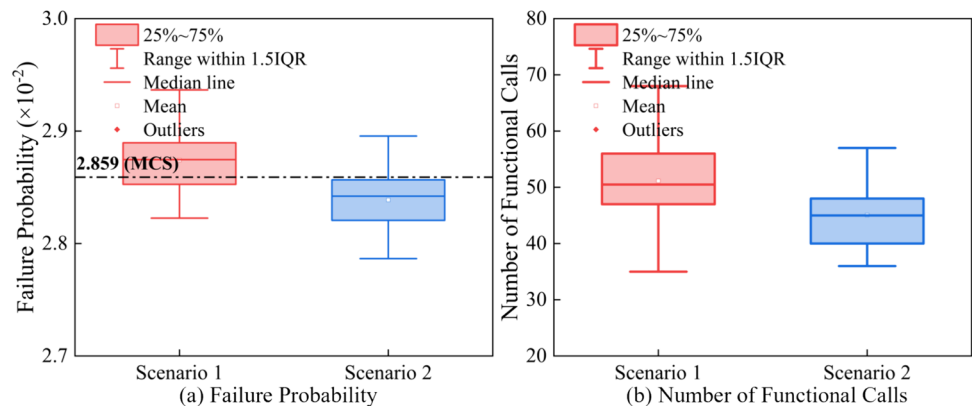 3.0
2.9
2.8
2.7
Failure Probability (×10⁻²)
25%~75%
Range within 1.5IQR
Median line
Mean
Outliers
2.859 (MCS)
Scenario 1
Scenario 2
(a) Failure Probability
80
70
60
50
40
30
20
Number of Functional Calls
25%~75%
Range within 1.5IQR
Median line
Mean
Outliers
Scenario 1
Scenario 2
(b) Number of Functional Calls